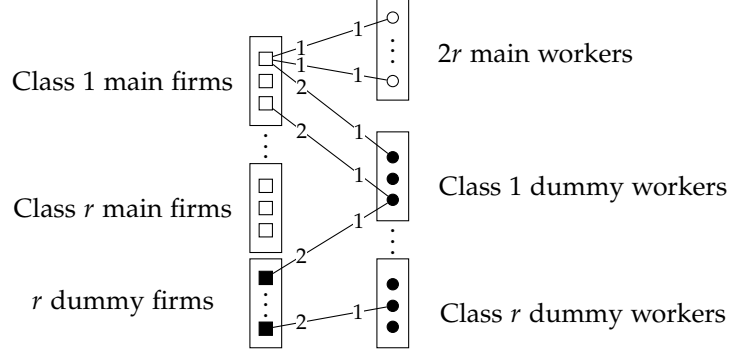 1 1
2r main workers
1 1
Class 1 main firms
2 1
2 1
Class 1 dummy workers
Class r main firms
2 1
r dummy firms
2 1
Class r dummy workers